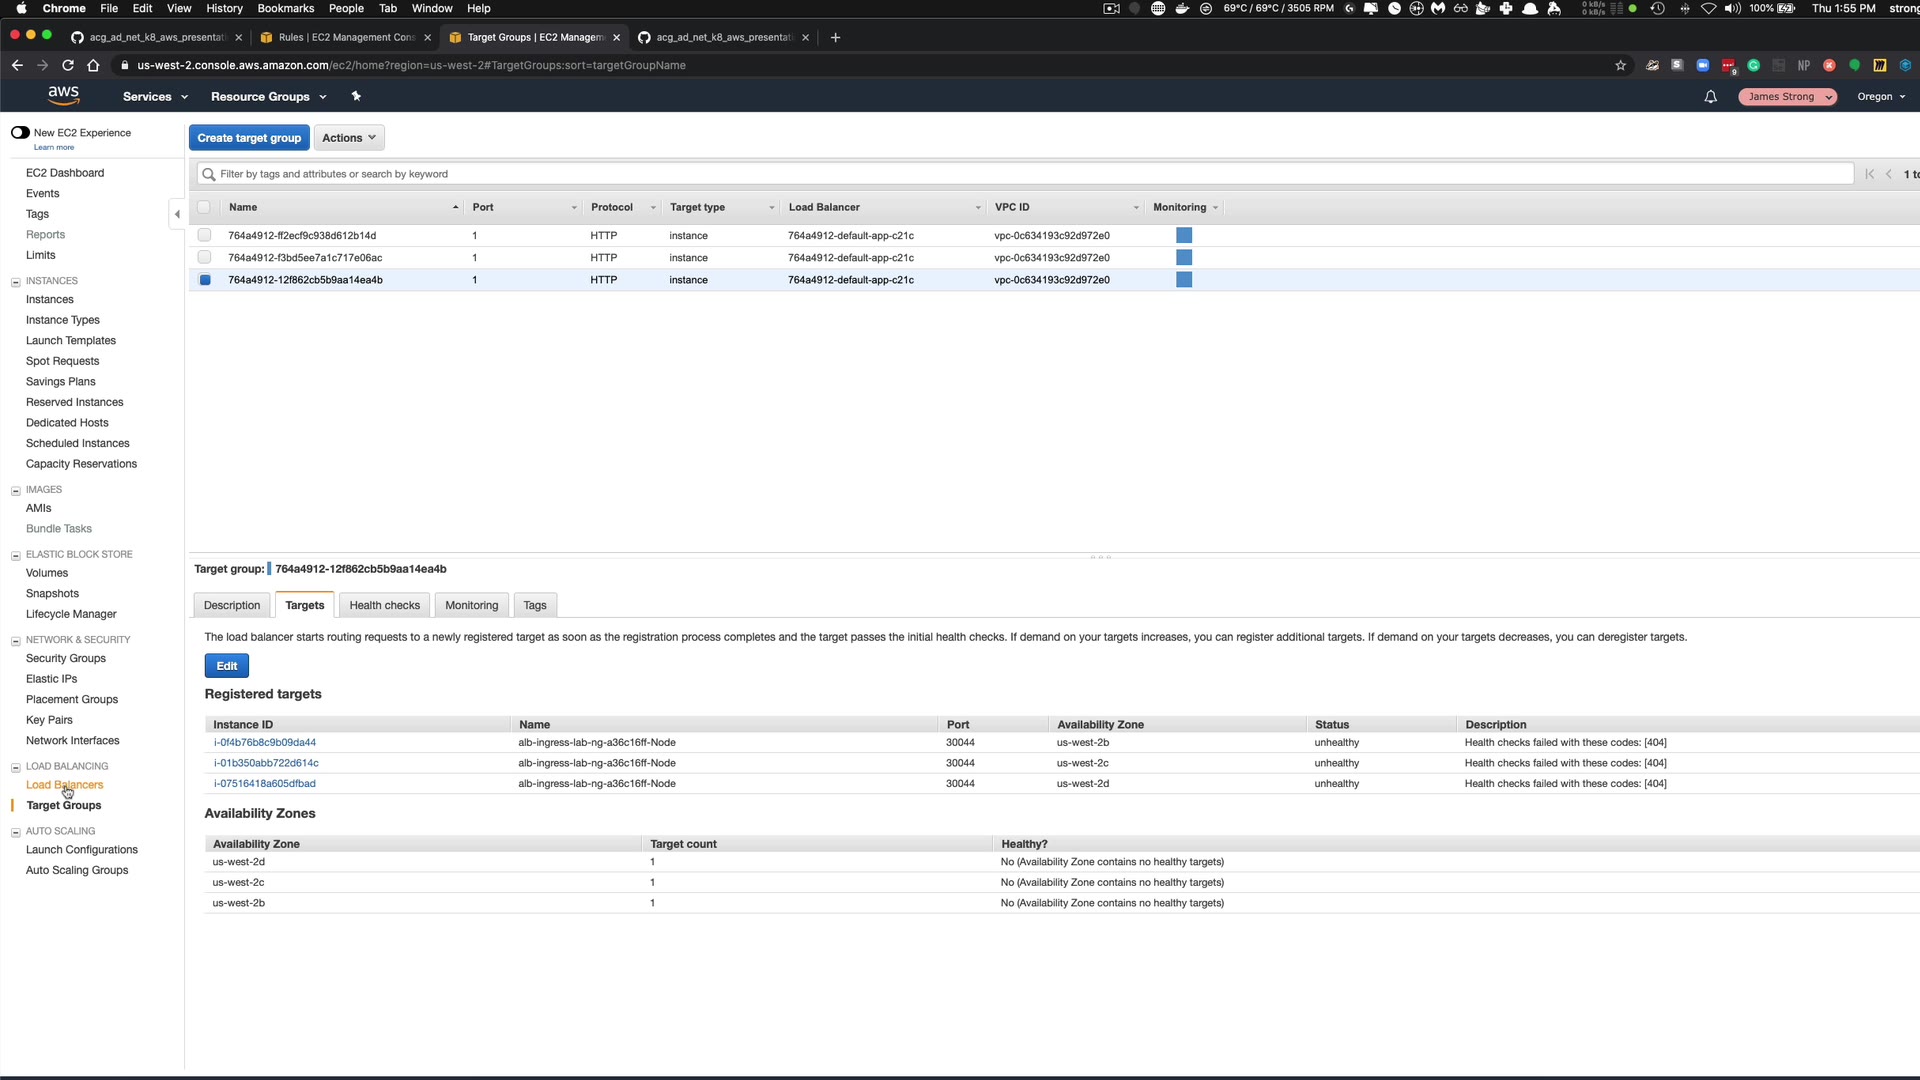 Chrome File Edit View History Bookmarks People Tab Window Help
69°C / 69°C / 3505 RPM 0 kB/s 0 kB/s 100% Thu 1:55 PM strong
acg_ad_net_k8_aws_presentati × Rules | EC2 Management Cons × Target Groups | EC2 Managem × acg_ad_net_k8_aws_presentati × +
us-west-2.console.aws.amazon.com/ec2/home?region=us-west-2#TargetGroups:sort=targetGroupName
aws Services Resource Groups James Strong Oregon
New EC2 Experience
Learn more
EC2 Dashboard
Events
Tags
Reports
Limits
INSTANCES
Instances
Instance Types
Launch Templates
Spot Requests
Savings Plans
Reserved Instances
Dedicated Hosts
Scheduled Instances
Capacity Reservations
IMAGES
AMIs
Bundle Tasks
ELASTIC BLOCK STORE
Volumes
Snapshots
Lifecycle Manager
NETWORK & SECURITY
Security Groups
Elastic IPs
Placement Groups
Key Pairs
Network Interfaces
LOAD BALANCING
Load Balancers
Target Groups
AUTO SCALING
Launch Configurations
Auto Scaling Groups
Create target group Actions
Filter by tags and attributes or search by keyword 1 to
Name Port Protocol Target type Load Balancer VPC ID Monitoring
764a4912-ff2ecf9c938d612b14d 1 HTTP instance 764a4912-default-app-c21c vpc-0c634193c92d972e0
764a4912-f3bd5ee7a1c717e06ac 1 HTTP instance 764a4912-default-app-c21c vpc-0c634193c92d972e0
764a4912-12f862cb5b9aa14ea4b 1 HTTP instance 764a4912-default-app-c21c vpc-0c634193c92d972e0
Target group: 764a4912-12f862cb5b9aa14ea4b
Description Targets Health checks Monitoring Tags
The load balancer starts routing requests to a newly registered target as soon as the registration process completes and the target passes the initial health checks. If demand on your targets increases, you can register additional targets. If demand on your targets decreases, you can deregister targets.
Edit
Registered targets
Instance ID Name Port Availability Zone Status Description
i-0f4b76b8c9b09da44 alb-ingress-lab-ng-a36c16ff-Node 30044 us-west-2b unhealthy Health checks failed with these codes: [404]
i-01b350abb722d614c alb-ingress-lab-ng-a36c16ff-Node 30044 us-west-2c unhealthy Health checks failed with these codes: [404]
i-07516418a605dfbad alb-ingress-lab-ng-a36c16ff-Node 30044 us-west-2d unhealthy Health checks failed with these codes: [404]
Availability Zones
Availability Zone Target count Healthy?
us-west-2d 1 No (Availability Zone contains no healthy targets)
us-west-2c 1 No (Availability Zone contains no healthy targets)
us-west-2b 1 No (Availability Zone contains no healthy targets)